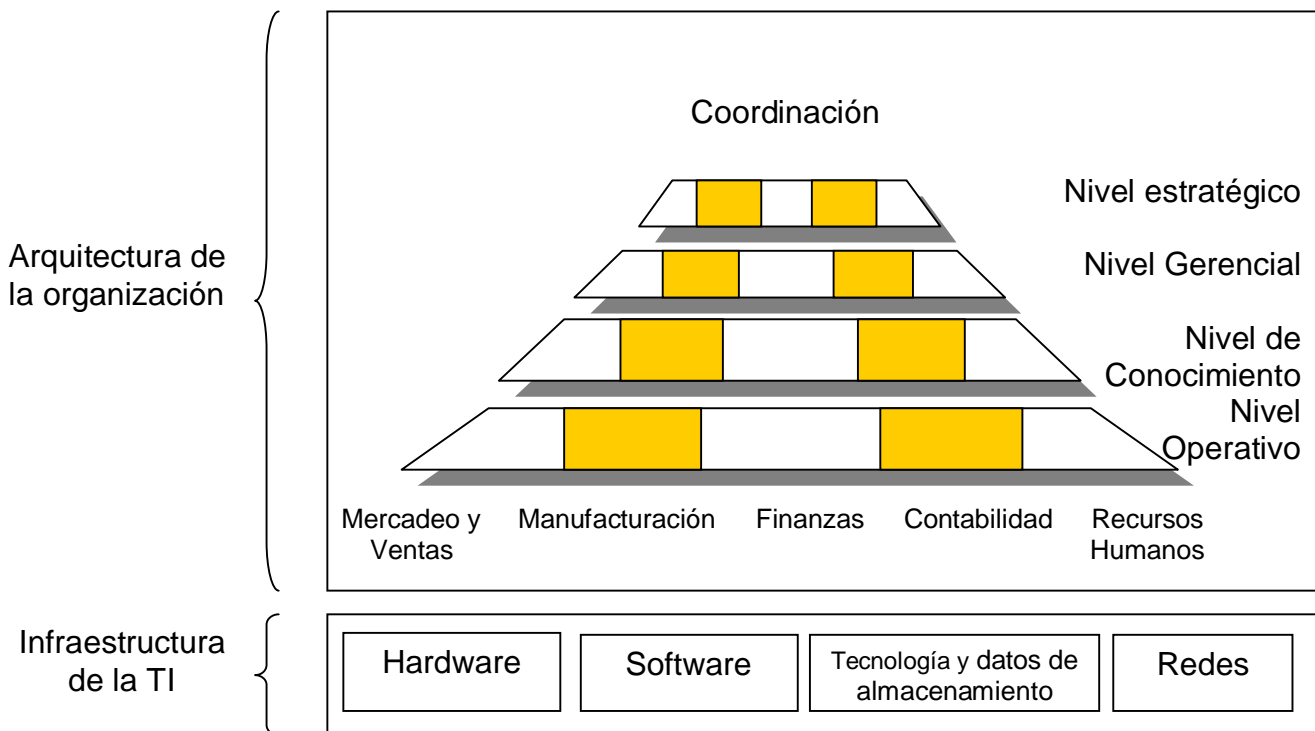 Coordinación
Nivel estratégico
Nivel Gerencial
Nivel de
Conocimiento
Nivel
Operativo
Arquitectura de
la organización
Mercadeo y
Ventas
Manufacturación
Finanzas
Contabilidad
Recursos
Humanos
Infraestructura
de la TI
Hardware
Software
Tecnología y datos de
almacenamiento
Redes